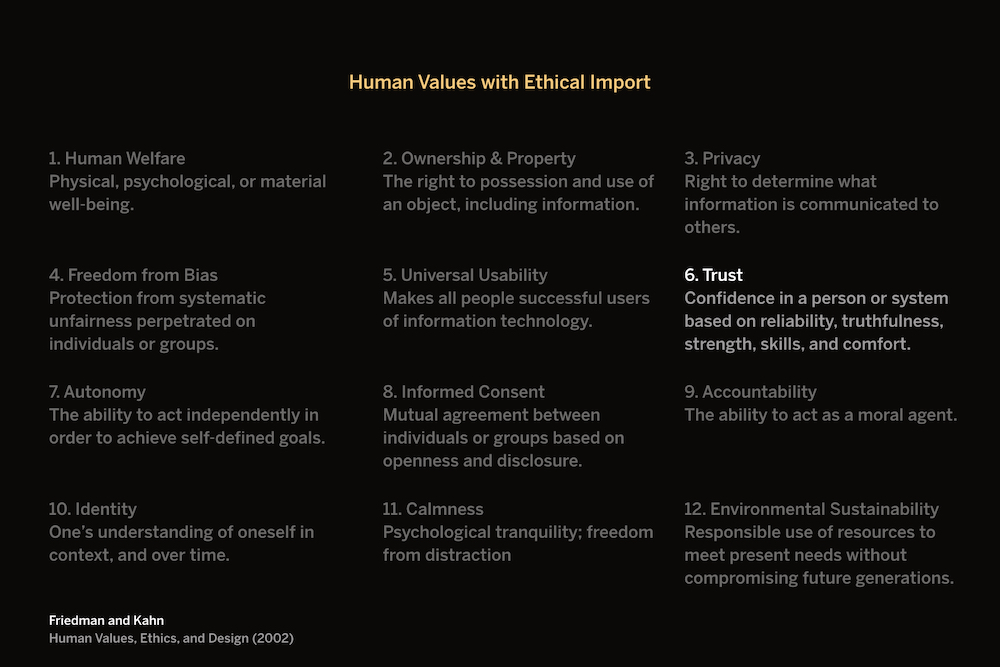 Human Values with Ethical Import
1. Human Welfare
Physical, psychological, or material
well-being.
2. Ownership & Property
The right to possession and use of
an object, including information.
3. Privacy
Right to determine what
information is communicated to
others.
4. Freedom from Bias
Protection from systematic
unfairness perpetrated on
individuals or groups.
5. Universal Usability
Makes all people successful users
of information technology.
6. Trust
Confidence in a person or system
based on reliability, truthfulness,
strength, skills, and comfort.
7. Autonomy
The ability to act independently in
order to achieve self-defined goals.
8. Informed Consent
Mutual agreement between
individuals or groups based on
openness and disclosure.
9. Accountability
The ability to act as a moral agent.
10. Identity
One’s understanding of oneself in
context, and over time.
11. Calmness
Psychological tranquility; freedom
from distraction
12. Environmental Sustainability
Responsible use of resources to
meet present needs without
compromising future generations.
Friedman and Kahn
Human Values, Ethics, and Design (2002)